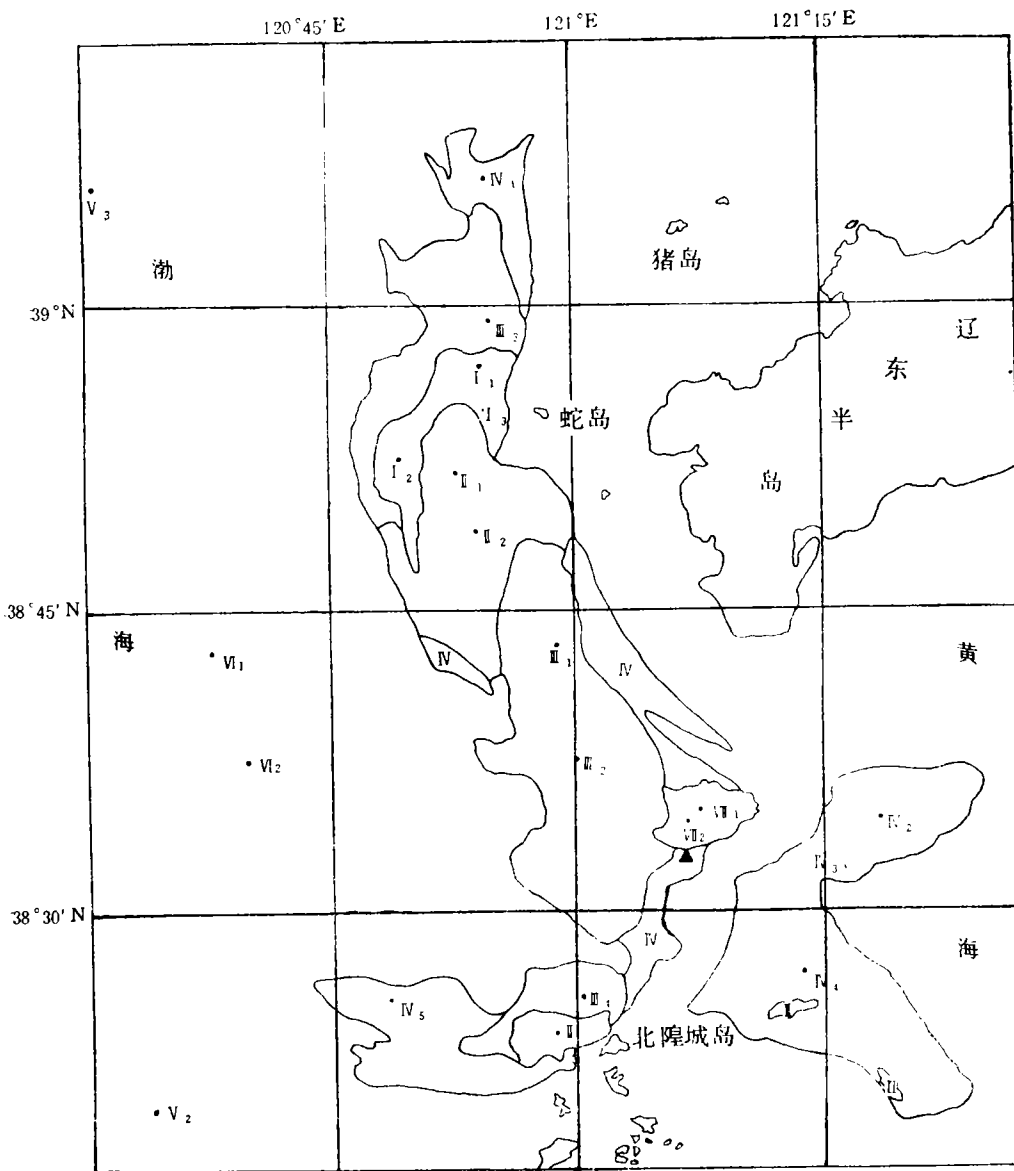 120°45′E
121°E
121°15′E
Ⅳ₁
Ⅴ₃
猪岛
渤
39°N
Ⅲ₃
辽
Ⅰ₁
东
Ⅰ₃
蛇岛
半
Ⅰ₂
Ⅱ₁
岛
Ⅱ₂
38°45′N
海
Ⅵ₁
Ⅳ
Ⅲ₁
Ⅳ
黄
Ⅵ₂
Ⅲ₂
Ⅳ₂
Ⅳ₃
38°30′N
Ⅳ
海
Ⅳ₅
Ⅲ₄
Ⅳ₄
Ⅱ
北隍城岛
Ⅴ₂